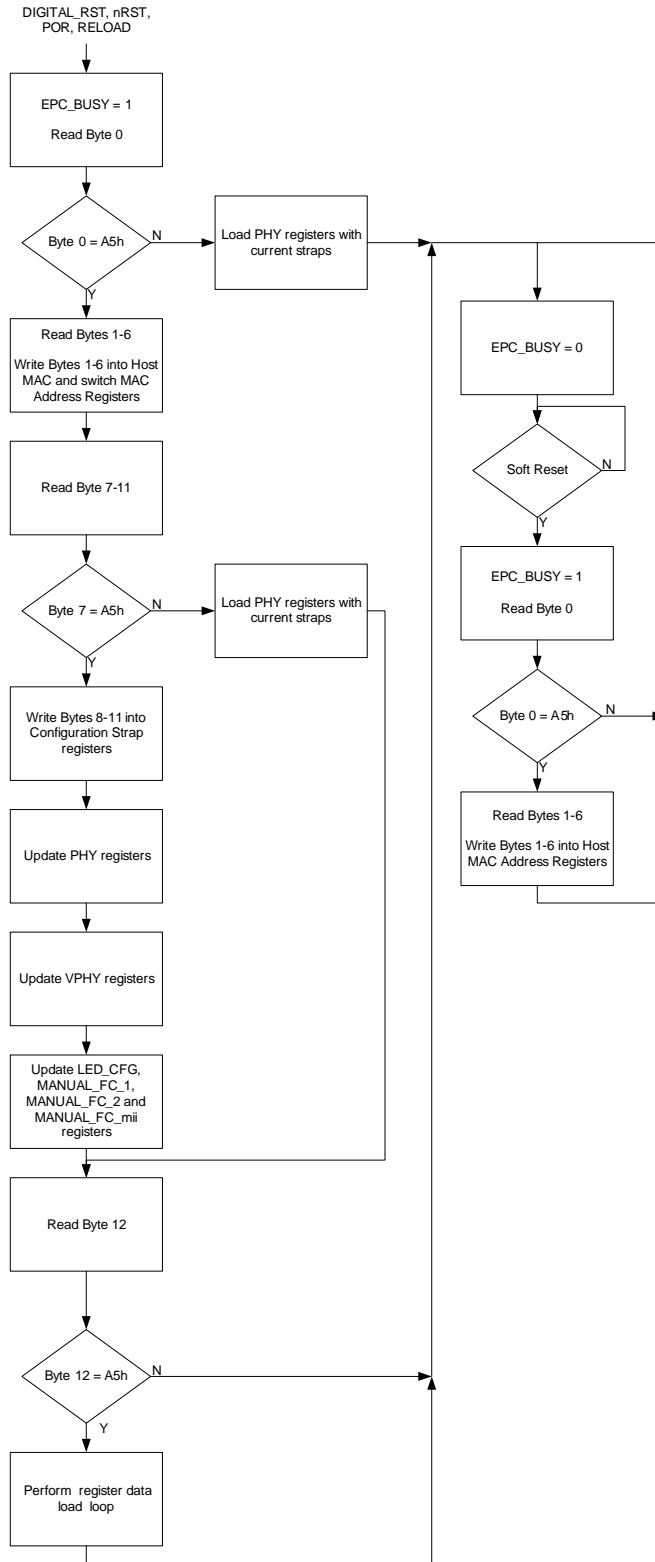 DIGITAL_RST, nRST,
POR, RELOAD
EPC_BUSY = 1
Read Byte 0
Byte 0 = A5h
N
Y
Load PHY registers with
current straps
Read Bytes 1-6
Write Bytes 1-6 into Host
MAC and switch MAC
Address Registers
Read Byte 7-11
Byte 7 = A5h
N
Y
Load PHY registers with
current straps
Write Bytes 8-11 into
Configuration Strap
registers
Update PHY registers
Update VPHY registers
Update LED_CFG,
MANUAL_FC_1,
MANUAL_FC_2 and
MANUAL_FC_mii
registers
Read Byte 12
Byte 12 = A5h
N
Y
Perform register data
load loop
EPC_BUSY = 0
Soft Reset
N
Y
EPC_BUSY = 1
Read Byte 0
Byte 0 = A5h
N
Y
Read Bytes 1-6
Write Bytes 1-6 into Host
MAC Address Registers